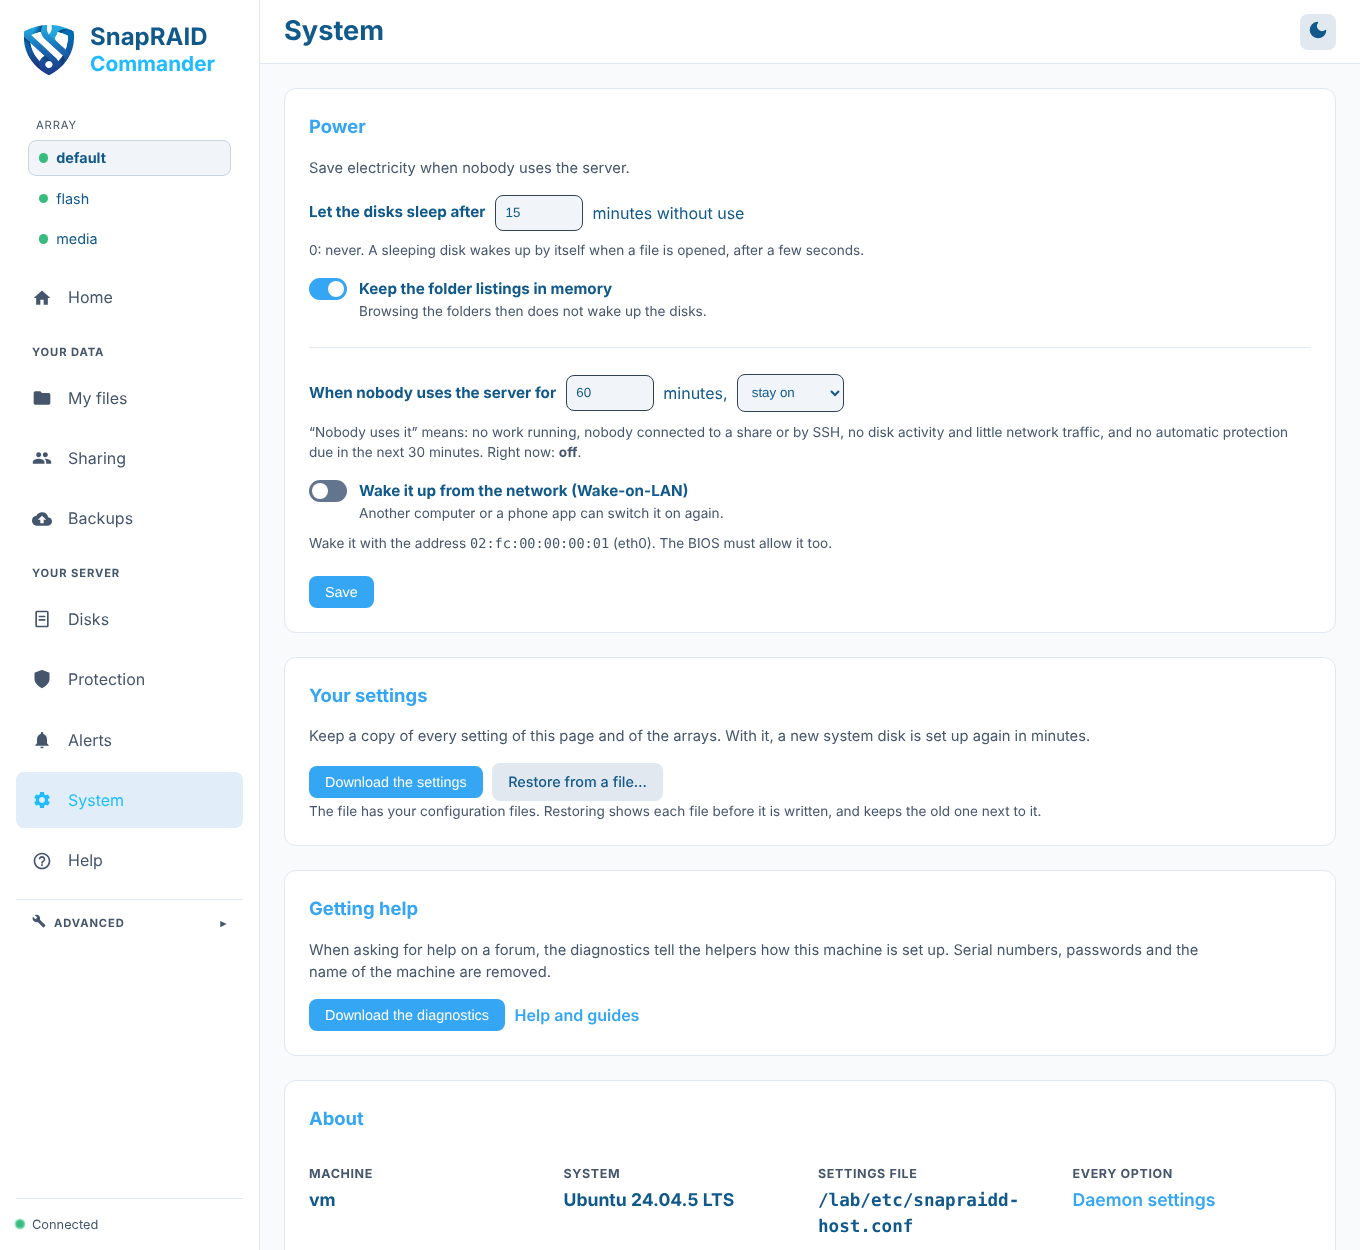 SnapRAID
Commander
ARRAY
default
flash
media
Home
YOUR DATA
My files
Sharing
Backups
YOUR SERVER
Disks
Protection
Alerts
System
Help
ADVANCED
Connected
System
Power
Save electricity when nobody uses the server.
Let the disks sleep after 15 minutes without use
0: never. A sleeping disk wakes up by itself when a file is opened, after a few seconds.
Keep the folder listings in memory
Browsing the folders then does not wake up the disks.
When nobody uses the server for 60 minutes, stay on
“Nobody uses it” means: no work running, nobody connected to a share or by SSH, no disk activity and little network traffic, and no automatic protection
due in the next 30 minutes. Right now: off.
Wake it up from the network (Wake-on-LAN)
Another computer or a phone app can switch it on again.
Wake it with the address 02:fc:00:00:00:01 (eth0). The BIOS must allow it too.
Save
Your settings
Keep a copy of every setting of this page and of the arrays. With it, a new system disk is set up again in minutes.
Download the settings Restore from a file...
The file has your configuration files. Restoring shows each file before it is written, and keeps the old one next to it.
Getting help
When asking for help on a forum, the diagnostics tell the helpers how this machine is set up. Serial numbers, passwords and the
name of the machine are removed.
Download the diagnostics Help and guides
About
MACHINE
vm
SYSTEM
Ubuntu 24.04.5 LTS
SETTINGS FILE
/lab/etc/snapraidd-
host.conf
EVERY OPTION
Daemon settings